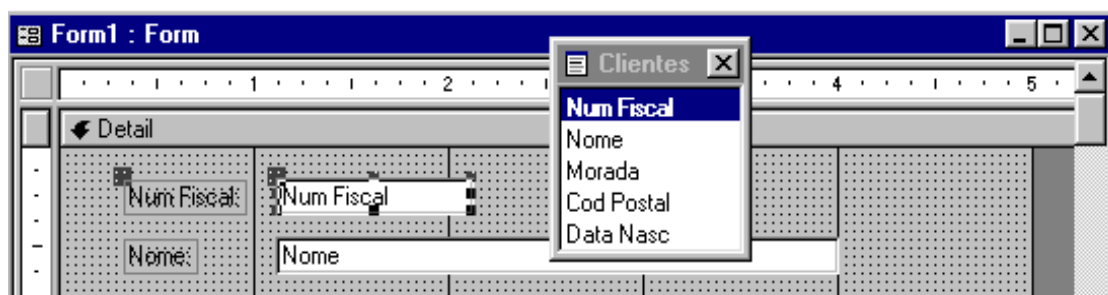 Form1 : Form
Clientes
1 2 4 5
Num Fiscal
Nome
Morada
Cod Postal
Data Nasc
Detail
Num Fiscal: Num Fiscal
Nome: Nome